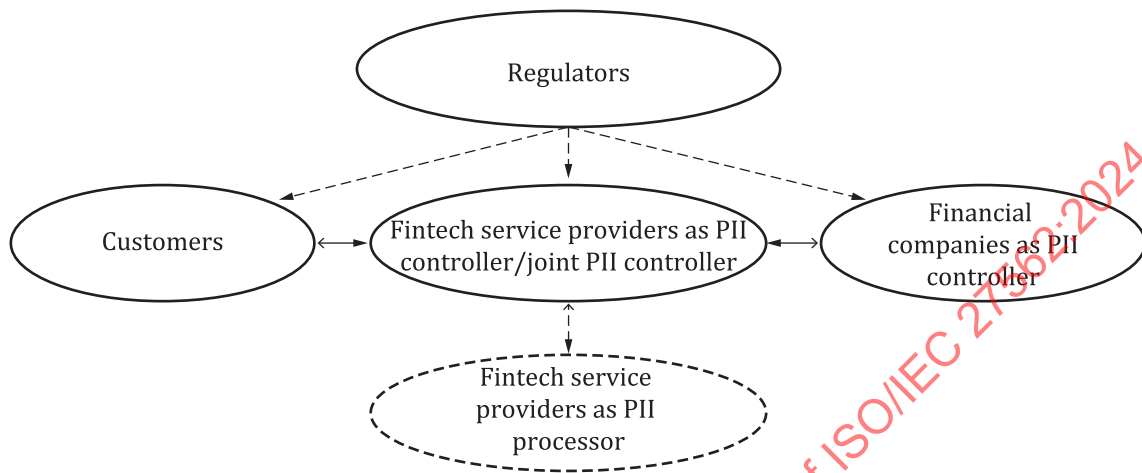 Regulators
Customers
Fintech service providers as PII
controller/joint PII controller
Financial
companies as PII
controller
Fintech service
providers as PII
processor
of ISO/IEC 27562:2024